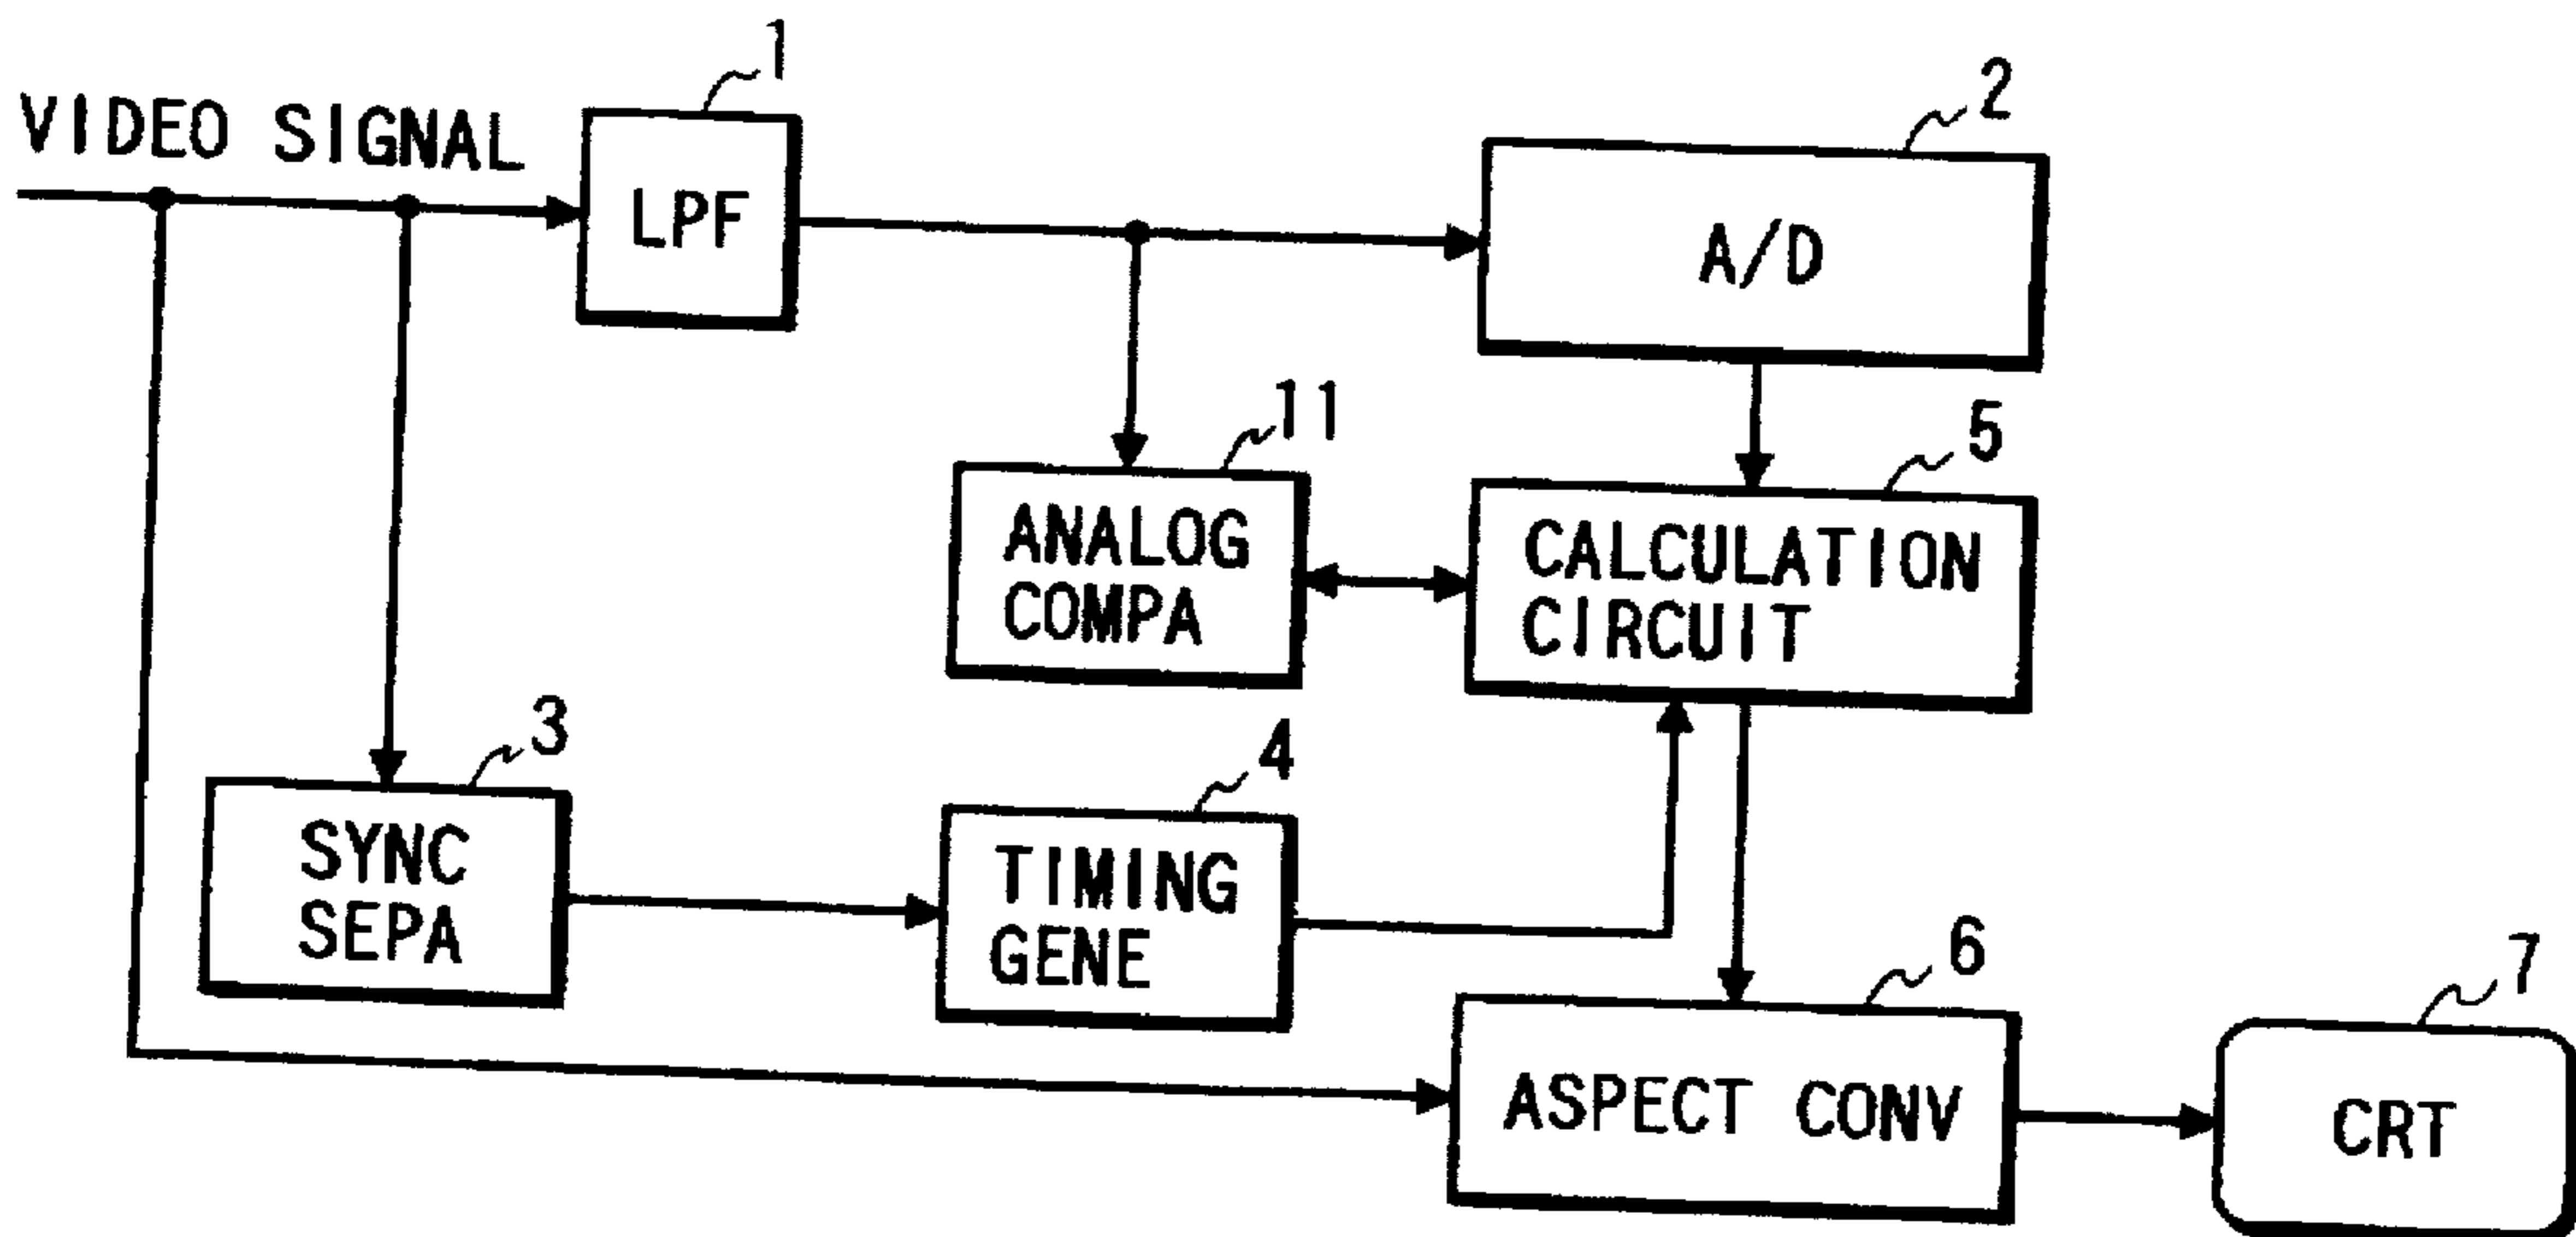 1
VIDEO SIGNAL
LPF
2
A/D
11
ANALOG
COMPA
5
CALCULATION
CIRCUIT
3
SYNC
SEPA
4
TIMING
GENE
6
ASPECT CONV
7
CRT